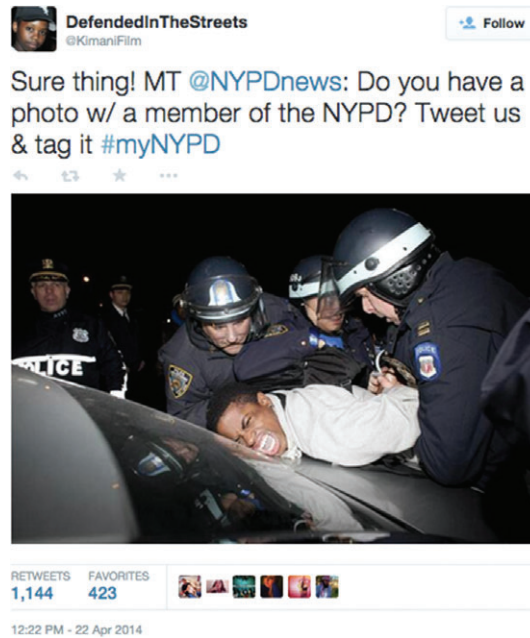 DefendedInTheStreets
@KimaniFilm
Follow
Sure thing! MT @NYPDnews: Do you have a
photo w/ a member of the NYPD? Tweet us
& tag it #myNYPD
OLICE
RETWEETS FAVORITES
1,144 423
12:22 PM - 22 Apr 2014